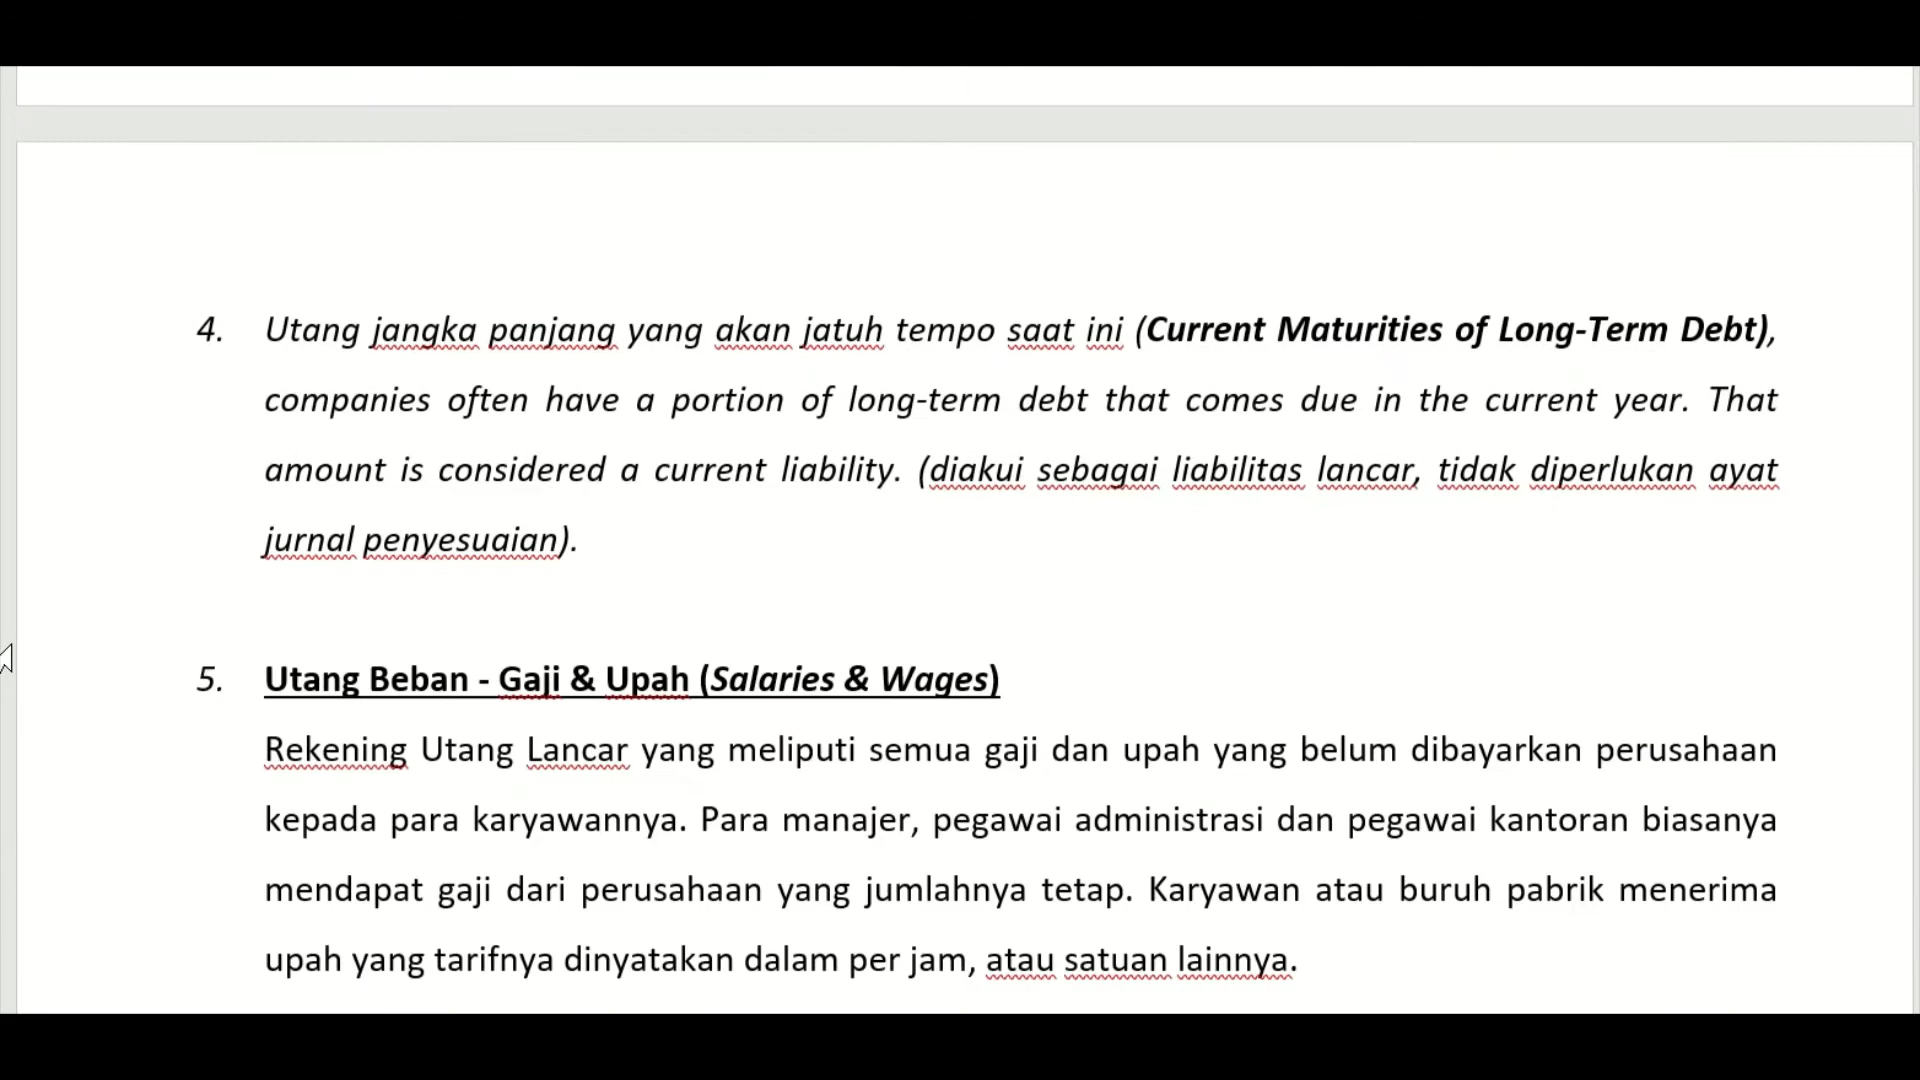 4. Utang jangka panjang yang akan jatuh tempo saat ini (Current Maturities of Long-Term Debt),
companies often have a portion of long-term debt that comes due in the current year. That
amount is considered a current liability. (diakui sebagai liabilitas lancar, tidak diperlukan ayat
jurnal penyesuaian).
5. Utang Beban - Gaji & Upah (Salaries & Wages)
Rekening Utang Lancar yang meliputi semua gaji dan upah yang belum dibayarkan perusahaan
kepada para karyawannya. Para manajer, pegawai administrasi dan pegawai kantoran biasanya
mendapat gaji dari perusahaan yang jumlahnya tetap. Karyawan atau buruh pabrik menerima
upah yang tarifnya dinyatakan dalam per jam, atau satuan lainnya.